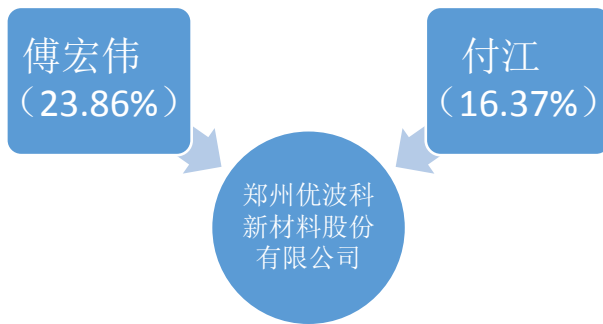 傅宏伟
（23.86%）
付江
（16.37%）
郑州优波科
新材料股份
有限公司